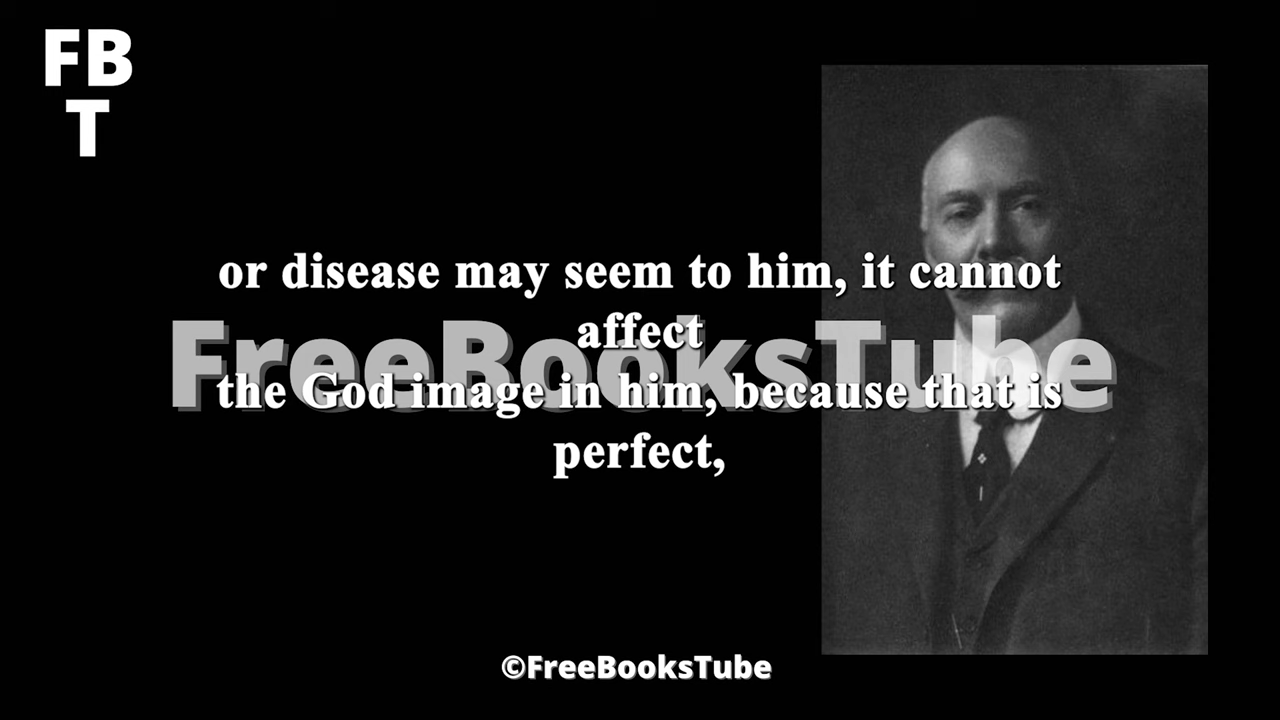 FB
T
or disease may seem to him, it cannot
affect
FreeBooksTube
the God image in him, because that is
perfect,
©FreeBooksTube